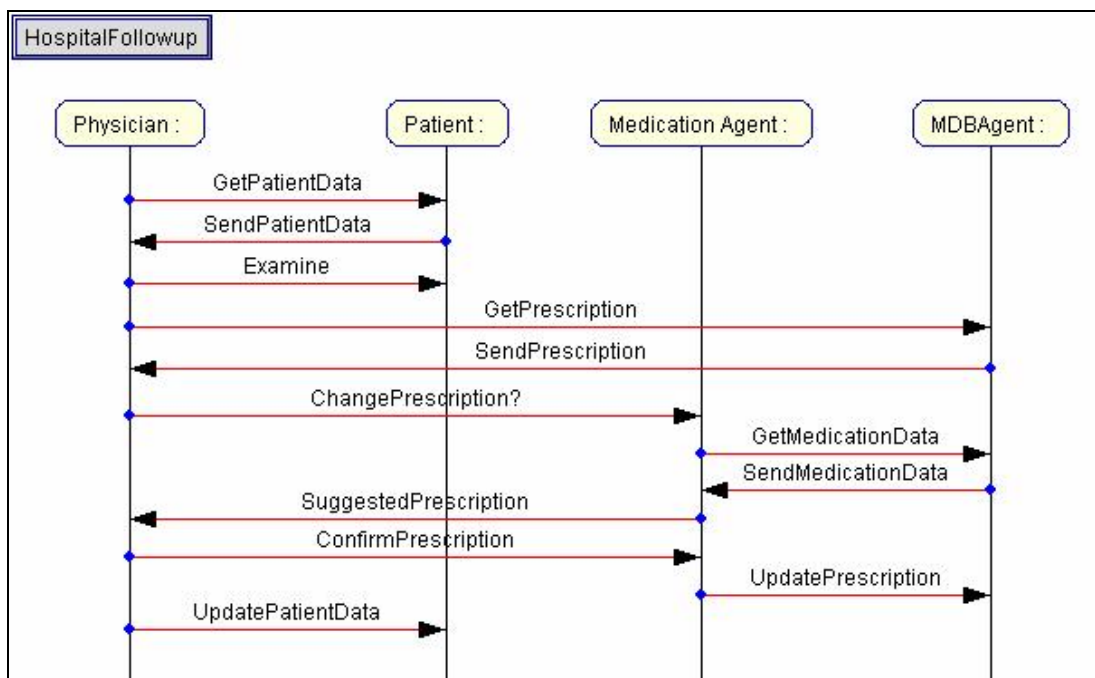 HospitalFollowup
Physician :
Patient :
Medication Agent :
MDBAgent :
GetPatientData
SendPatientData
Examine
GetPrescription
SendPrescription
ChangePrescription?
GetMedicationData
SendMedicationData
SuggestedPrescription
ConfirmPrescription
UpdatePrescription
UpdatePatientData